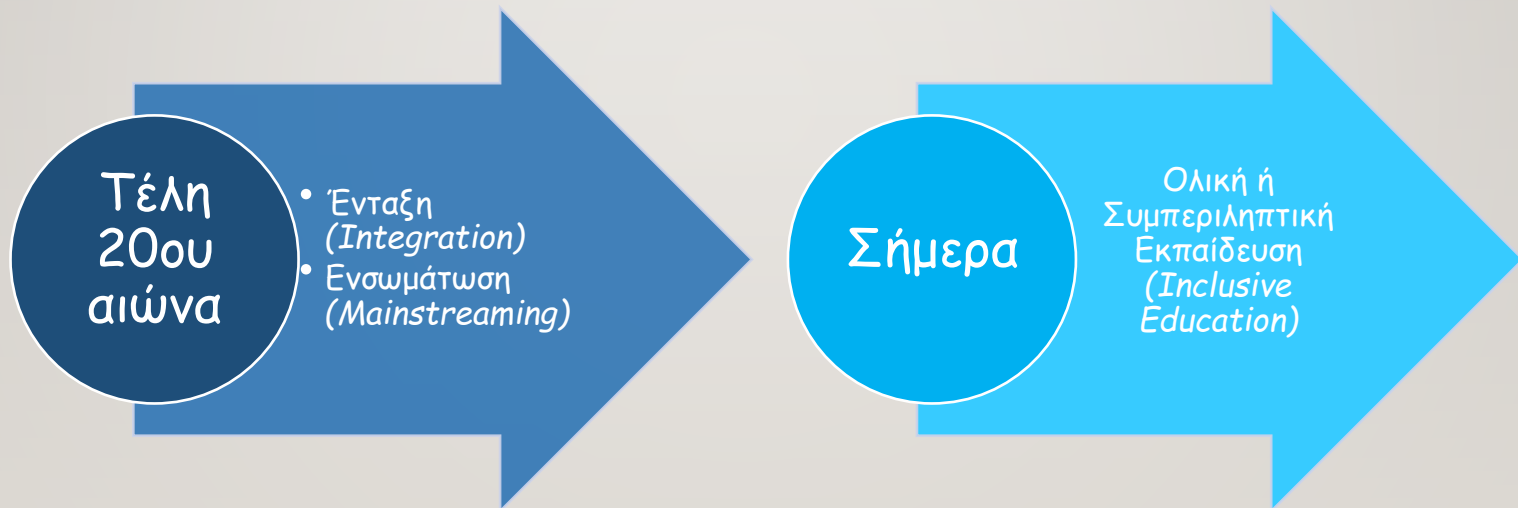 Τέλη
20ου
αιώνα
• Ένταξη
(Integration)
• Ενσωμάτωση
(Mainstreaming)
Σήμερα
Ολική ή
Συμπεριληπτική
Εκπαίδευση
(Inclusive
Education)